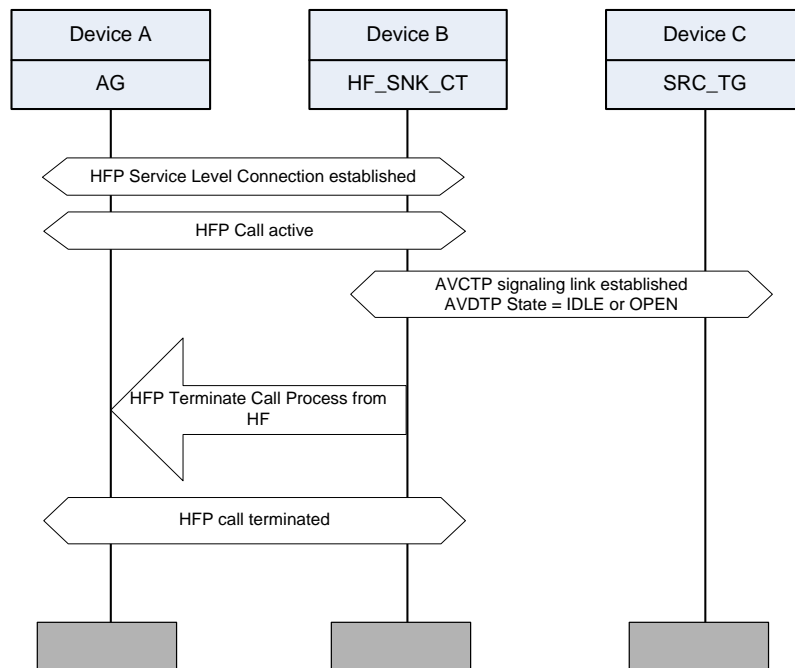 Device A
AG
Device B
HF_SNK_CT
Device C
SRC_TG
HFP Service Level Connection established
HFP Call active
AVCTP signaling link established
AVDTP State = IDLE or OPEN
HFP Terminate Call Process from
HF
HFP call terminated